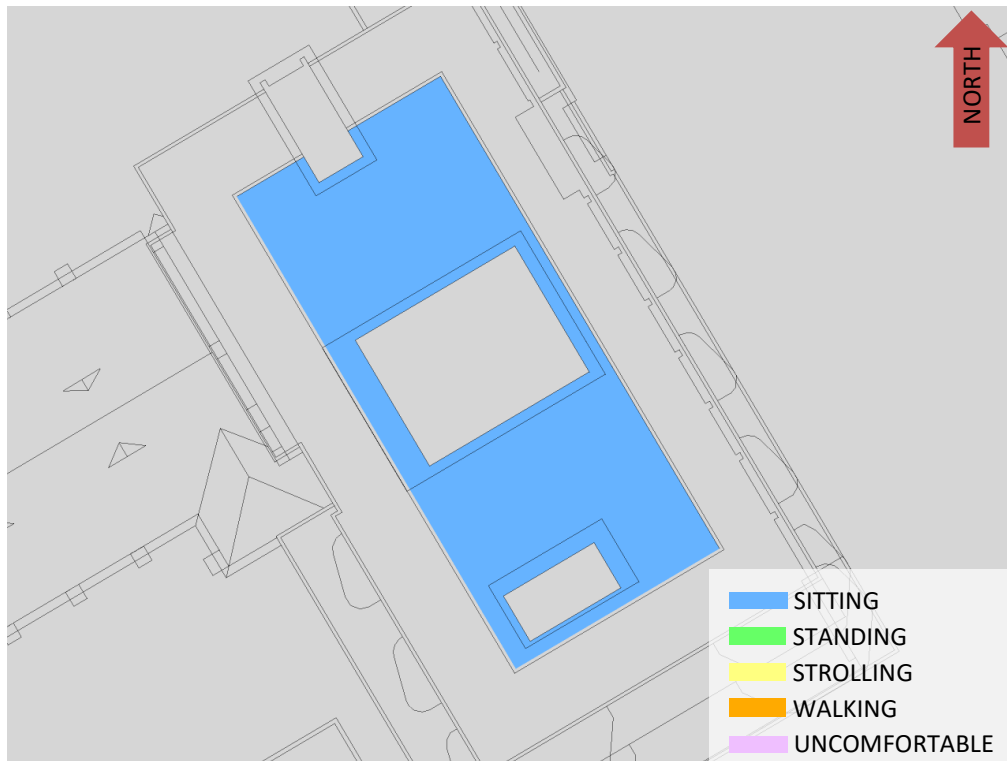 NORTH
SITTING
STANDING
STROLLING
WALKING
UNCOMFORTABLE